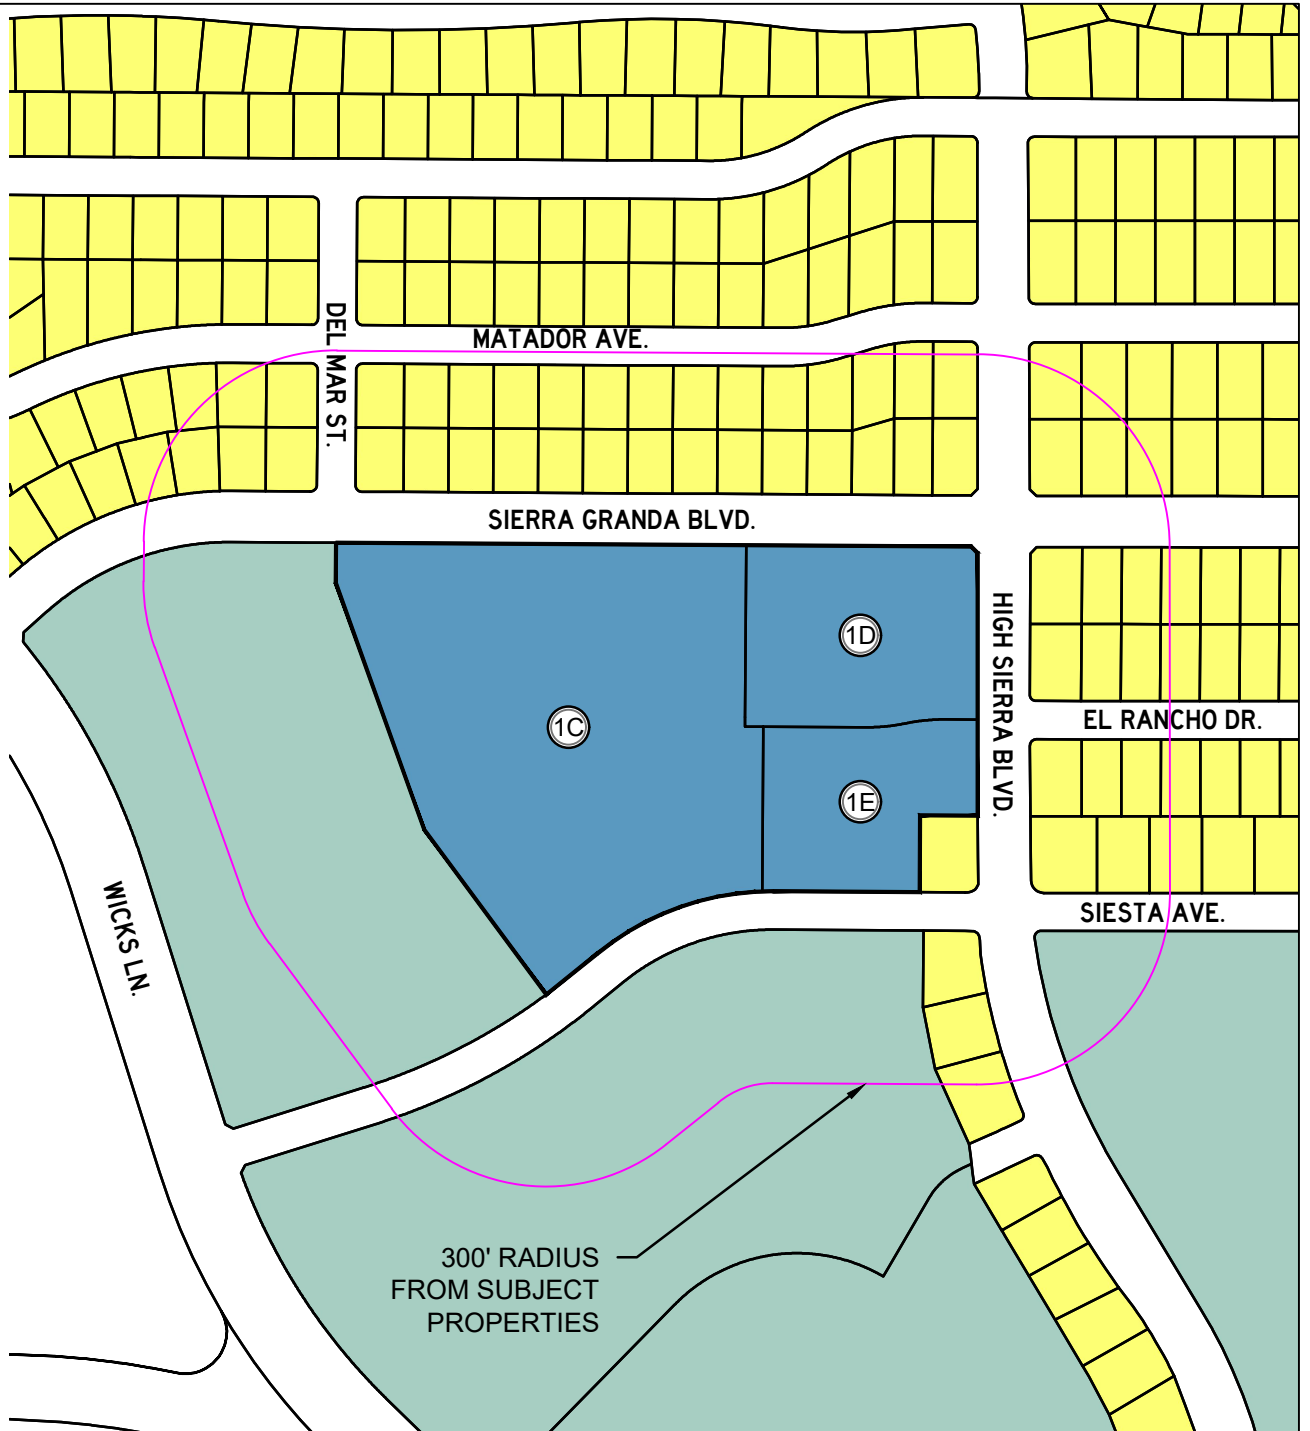 DEL MAR ST.
MATADOR AVE.
SIERRA GRANDA BLVD.
1D
HIGH SIERRA BLVD.
1C
EL RANCHO DR.
1E
WICKS LN.
SIESTA AVE.
300' RADIUS
FROM SUBJECT
PROPERTIES